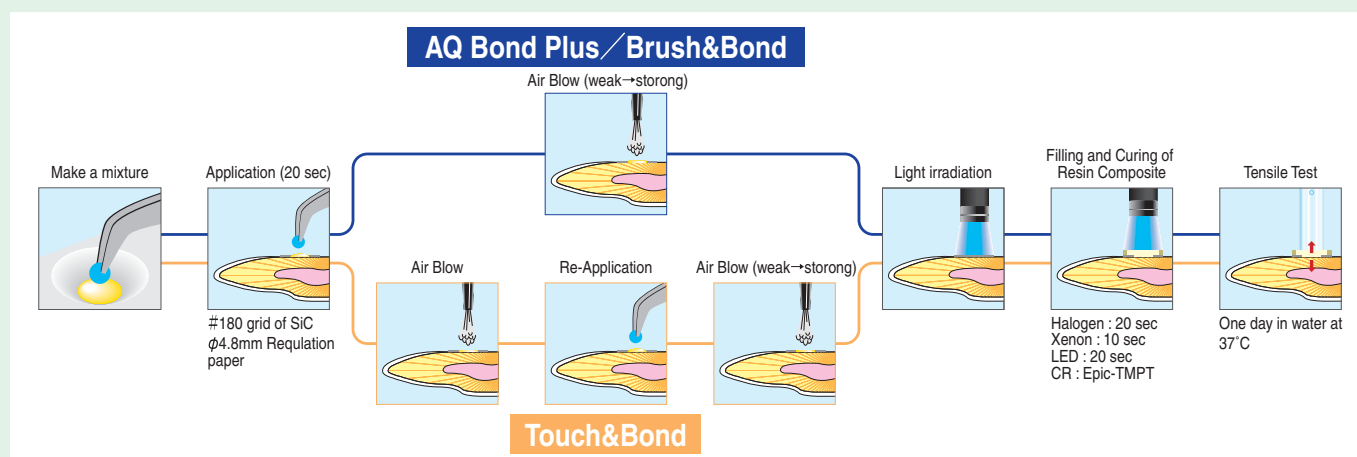 AQ Bond Plus／Brush&Bond
Air Blow (weak→storong)
Make a mixture
Application (20 sec)
#180 grid of SiC
φ4.8mm Requlation
paper
Air Blow
Re-Application
Air Blow (weak→storong)
Light irradiation
Filling and Curing of
Resin Composite
Halogen : 20 sec
Xenon : 10 sec
LED : 20 sec
CR : Epic-TMPT
Tensile Test
One day in water at
37°C
Touch&Bond